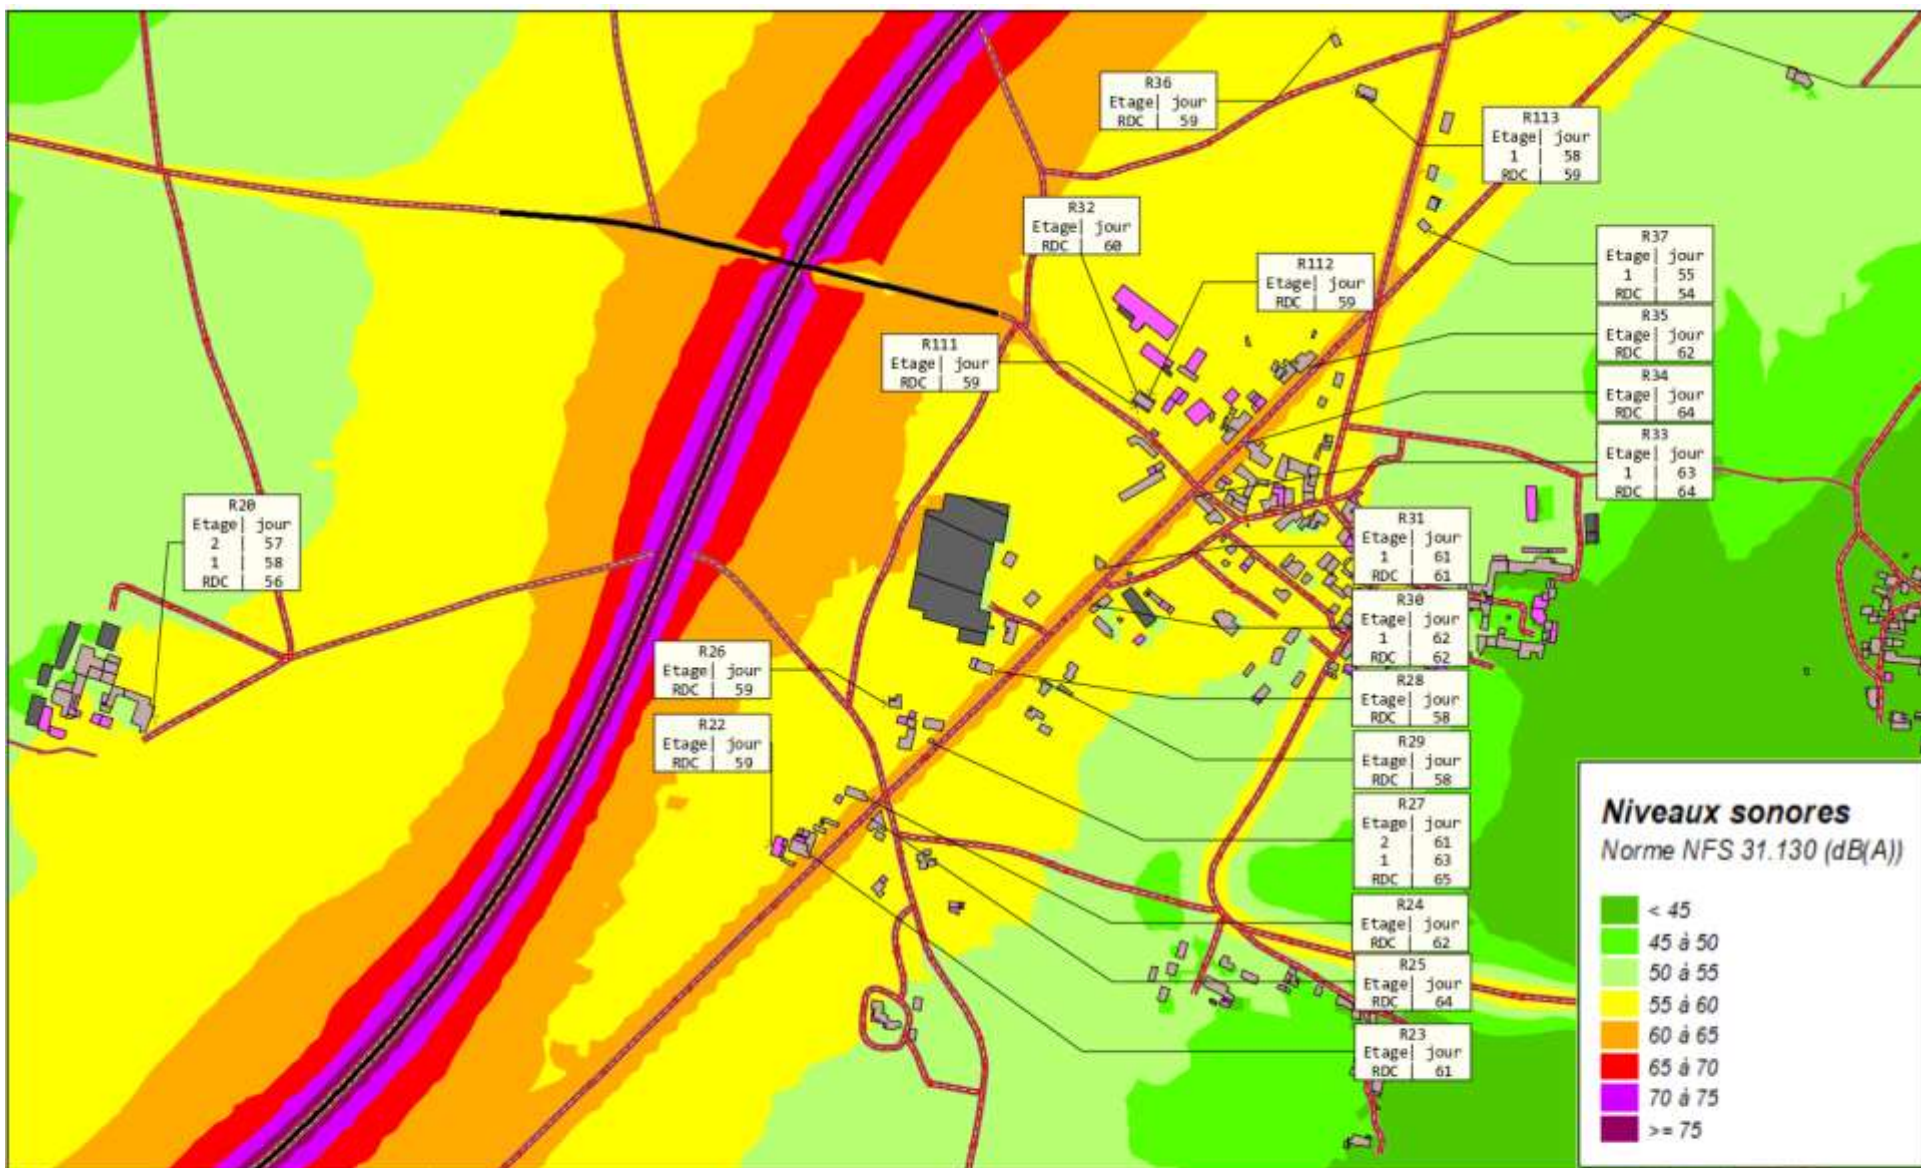 R36
Etage| jour
RDC | 59
R113
Etage| jour
1 | 58
RDC | 59
R32
Etage| jour
RDC | 60
R112
Etage| jour
RDC | 59
R37
Etage| jour
1 | 55
RDC | 54
R35
Etage| jour
RDC | 62
R111
Etage| jour
RDC | 59
R34
Etage| jour
RDC | 64
R33
Etage| jour
1 | 63
RDC | 64
R20
Etage| jour
2 | 57
1 | 58
RDC | 56
R31
Etage| jour
1 | 61
RDC | 61
R30
Etage| jour
1 | 62
RDC | 62
R26
Etage| jour
RDC | 59
R28
Etage| jour
RDC | 58
R22
Etage| jour
RDC | 59
R29
Etage| jour
RDC | 58
R27
Etage| jour
2 | 61
1 | 63
RDC | 65
R24
Etage| jour
RDC | 62
R25
Etage| jour
RDC | 64
R23
Etage| jour
RDC | 61
Niveaux sonores
Norme NFS 31.130 (dB(A))
< 45
45 à 50
50 à 55
55 à 60
60 à 65
65 à 70
70 à 75
>= 75